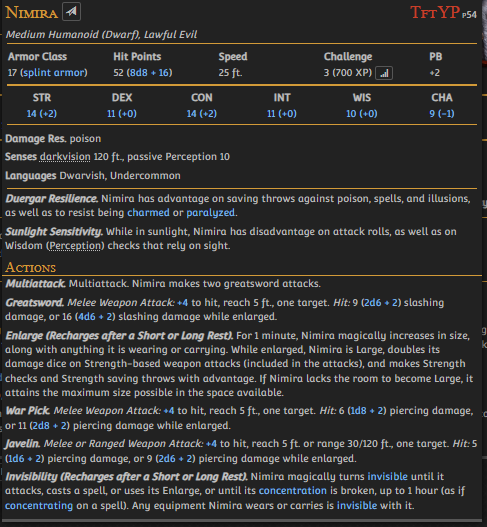 Nimira TftYP p54
Medium Humanoid (Dwarf), Lawful Evil
Armor Class Hit Points Speed Challenge PB
17 (splint armor) 52 (8d8 + 16) 25 ft. 3 (700 XP) +2
STR DEX CON INT WIS CHA
14 (+2) 11 (+0) 14 (+2) 11 (+0) 10 (+0) 9 (−1)
Damage Res. poison
Senses darkvision 120 ft., passive Perception 10
Languages Dwarvish, Undercommon
Duergar Resilience. Nimira has advantage on saving throws against poison, spells, and illusions,
as well as to resist being charmed or paralyzed.
Sunlight Sensitivity. While in sunlight, Nimira has disadvantage on attack rolls, as well as on
Wisdom (Perception) checks that rely on sight.
Actions
Multiattack. Multiattack. Nimira makes two greatsword attacks.
Greatsword. Melee Weapon Attack: +4 to hit, reach 5 ft., one target. Hit: 9 (2d6 + 2) slashing
damage, or 16 (4d6 + 2) slashing damage while enlarged.
Enlarge (Recharges after a Short or Long Rest). For 1 minute, Nimira magically increases in size,
along with anything it is wearing or carrying. While enlarged, Nimira is Large, doubles its
damage dice on Strength-based weapon attacks (included in the attacks), and makes Strength
checks and Strength saving throws with advantage. If Nimira lacks the room to become Large, it
attains the maximum size possible in the space available.
War Pick. Melee Weapon Attack: +4 to hit, reach 5 ft., one target. Hit: 6 (1d8 + 2) piercing damage,
or 11 (2d8 + 2) piercing damage while enlarged.
Javelin. Melee or Ranged Weapon Attack: +4 to hit, reach 5 ft. or range 30/120 ft., one target. Hit: 5
(1d6 + 2) piercing damage, or 9 (2d6 + 2) piercing damage while enlarged.
Invisibility (Recharges after a Short or Long Rest). Nimira magically turns invisible until it
attacks, casts a spell, or uses its Enlarge, or until its concentration is broken, up to 1 hour (as if
concentrating on a spell). Any equipment Nimira wears or carries is invisible with it.